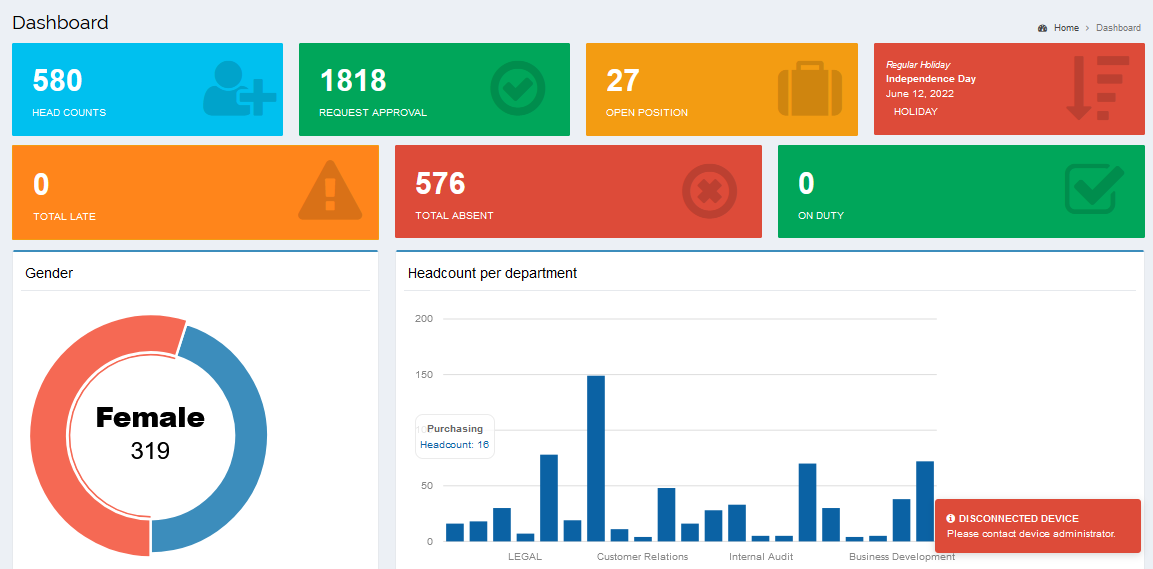 Dashboard
Home > Dashboard
580
HEAD COUNTS
1818
REQUEST APPROVAL
27
OPEN POSITION
Regular Holiday
Independence Day
June 12, 2022
HOLIDAY
0
TOTAL LATE
576
TOTAL ABSENT
0
ON DUTY
Gender
Female
319
Headcount per department
200
150
Purchasing
Headcount: 16
50
0
LEGAL
Customer Relations
Internal Audit
Business Development
DISCONNECTED DEVICE
Please contact device administrator.